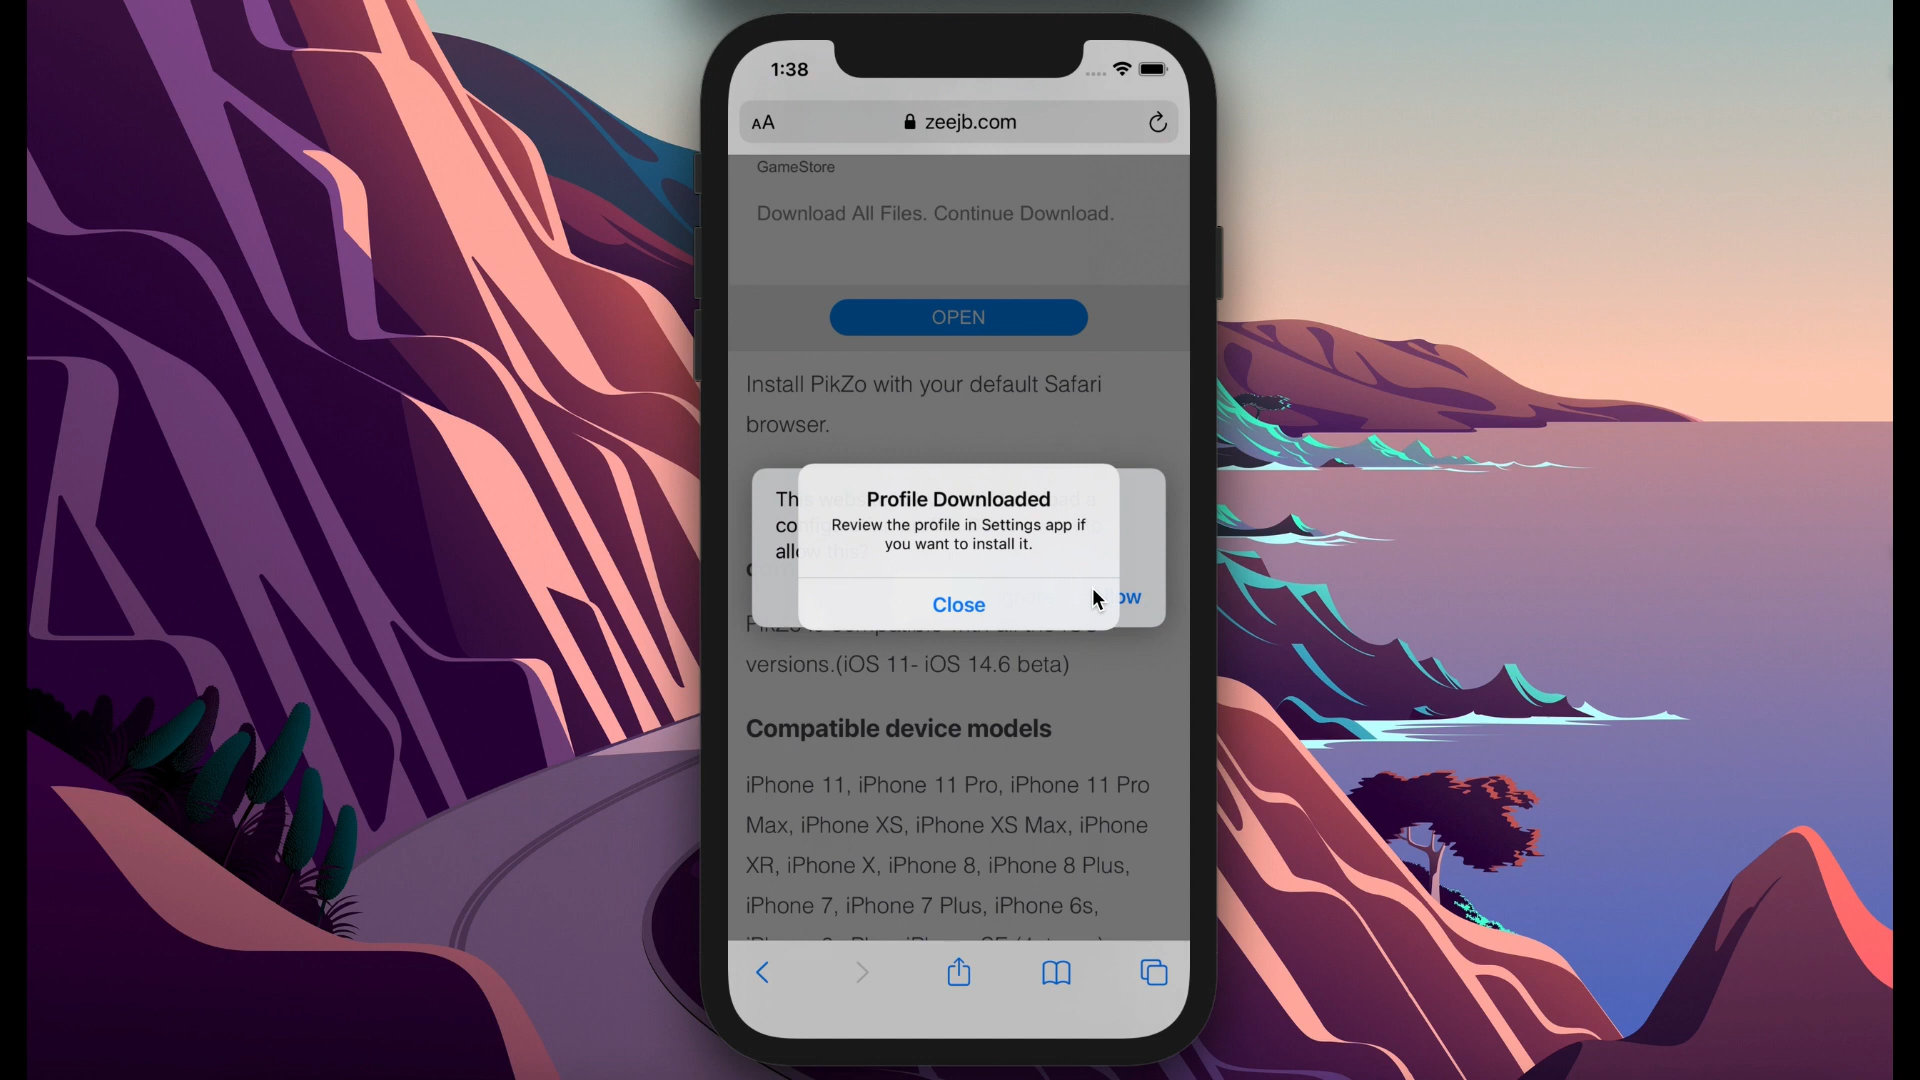 1:38
AA zeejb.com
GameStore
Download All Files. Continue Download.
OPEN
Install PikZo with your default Safari
browser.
Profile Downloaded
Review the profile in Settings app if
you want to install it.
Close
versions.(iOS 11- iOS 14.6 beta)
Compatible device models
iPhone 11, iPhone 11 Pro, iPhone 11 Pro
Max, iPhone XS, iPhone XS Max, iPhone
XR, iPhone X, iPhone 8, iPhone 8 Plus,
iPhone 7, iPhone 7 Plus, iPhone 6s,